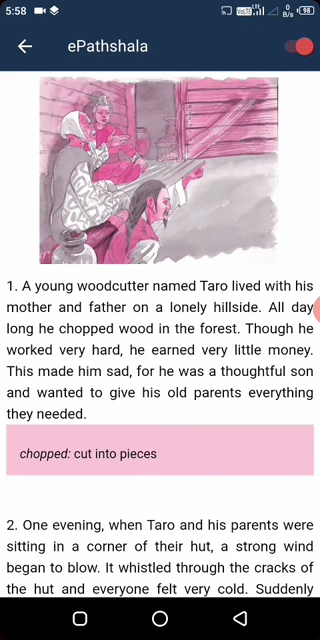 5:58
VoLTE LTE 0 B/s 98
ePathshala
1. A young woodcutter named Taro lived with his
mother and father on a lonely hillside. All day
long he chopped wood in the forest. Though he
worked very hard, he earned very little money.
This made him sad, for he was a thoughtful son
and wanted to give his old parents everything
they needed.
chopped: cut into pieces
2. One evening, when Taro and his parents were
sitting in a corner of their hut, a strong wind
began to blow. It whistled through the cracks of
the hut and everyone felt very cold. Suddenly